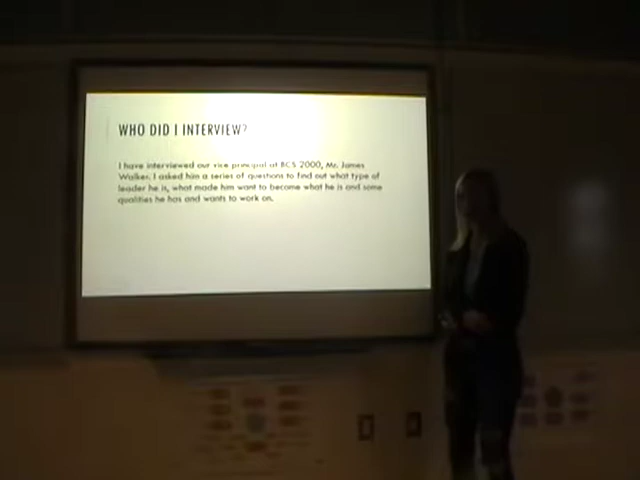 WHO DID I INTERVIEW?
I have interviewed our vice principal at BCS 2000, Mr. James
Walker. I asked him a series of questions to find out what type of
leader he is, what made him want to become what he is and some
qualities he has and wants to work on.